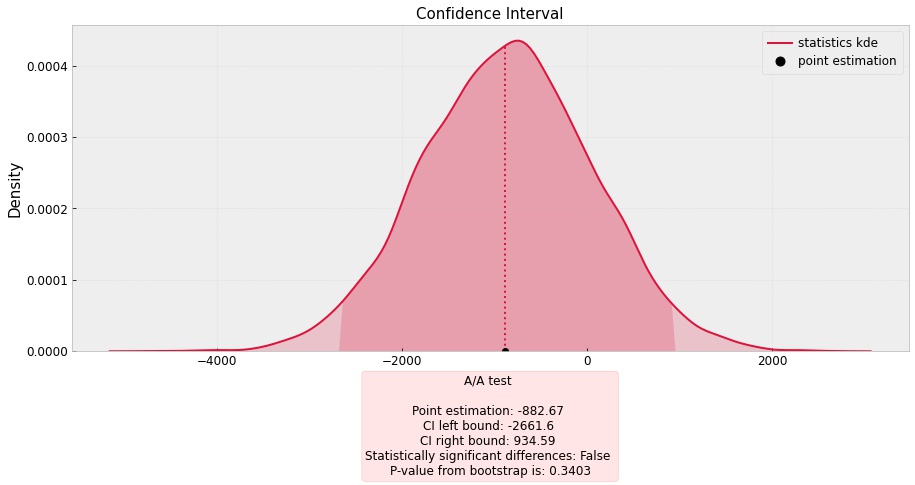 Confidence Interval
statistics kde
point estimation
Density
0.0004
0.0003
0.0002
0.0001
0.0000
−4000
−2000
0
2000
A/A test
Point estimation: -882.67
CI left bound: -2661.6
CI right bound: 934.59
Statistically significant differences: False
P-value from bootstrap is: 0.3403